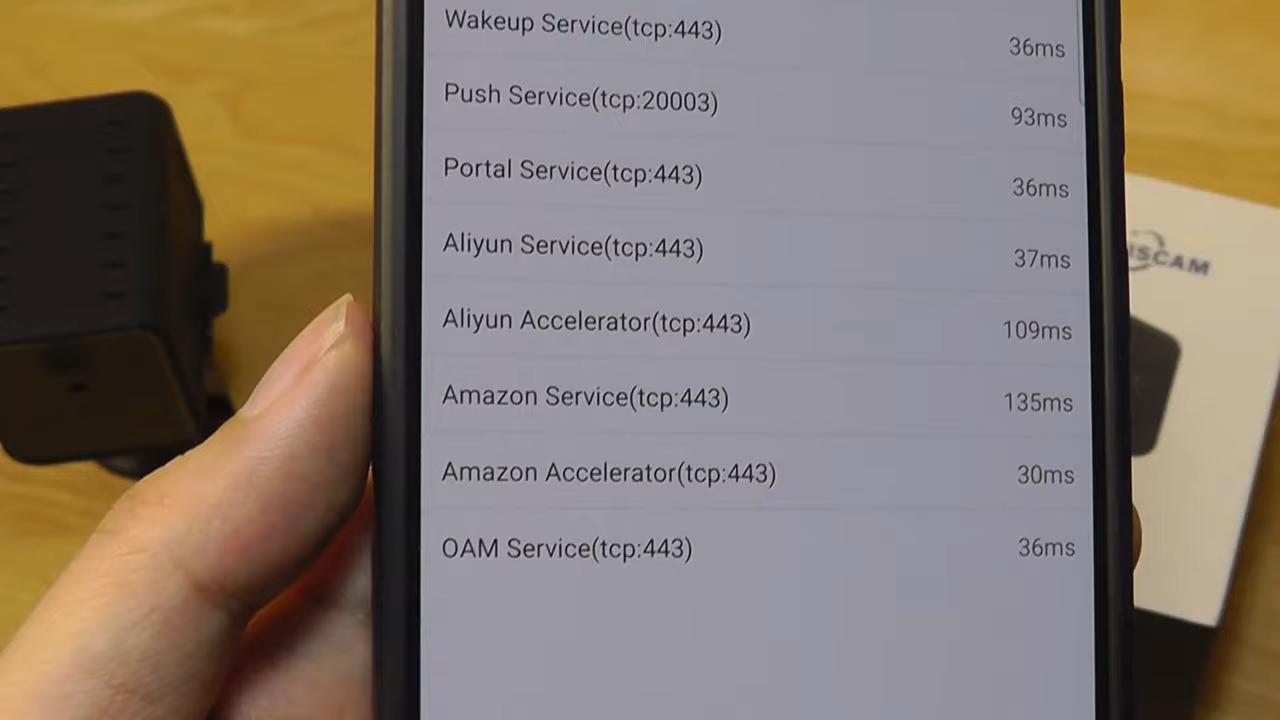 Wakeup Service(tcp:443) 36ms
Push Service(tcp:20003) 93ms
Portal Service(tcp:443) 36ms
Aliyun Service(tcp:443) 37ms
Aliyun Accelerator(tcp:443) 109ms
Amazon Service(tcp:443) 135ms
Amazon Accelerator(tcp:443) 30ms
OAM Service(tcp:443) 36ms